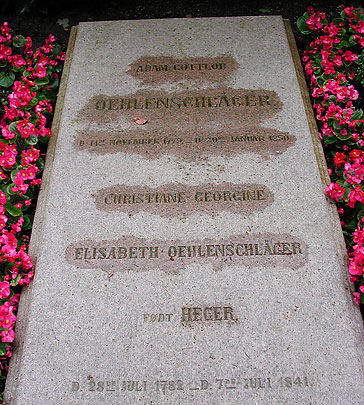 ADAM GOTTLOB
OEHLENSCHLÄGER
D. 14DE NOVEMBER 1779. – D. 20DE JANUAR 1850.
CHRISTIANE GEORGINE
ELISABETH OEHLENSCHLÄGER
FØDT HEGER.
D. 28DE JULI 1782 – D. 7DE JULI 1841.